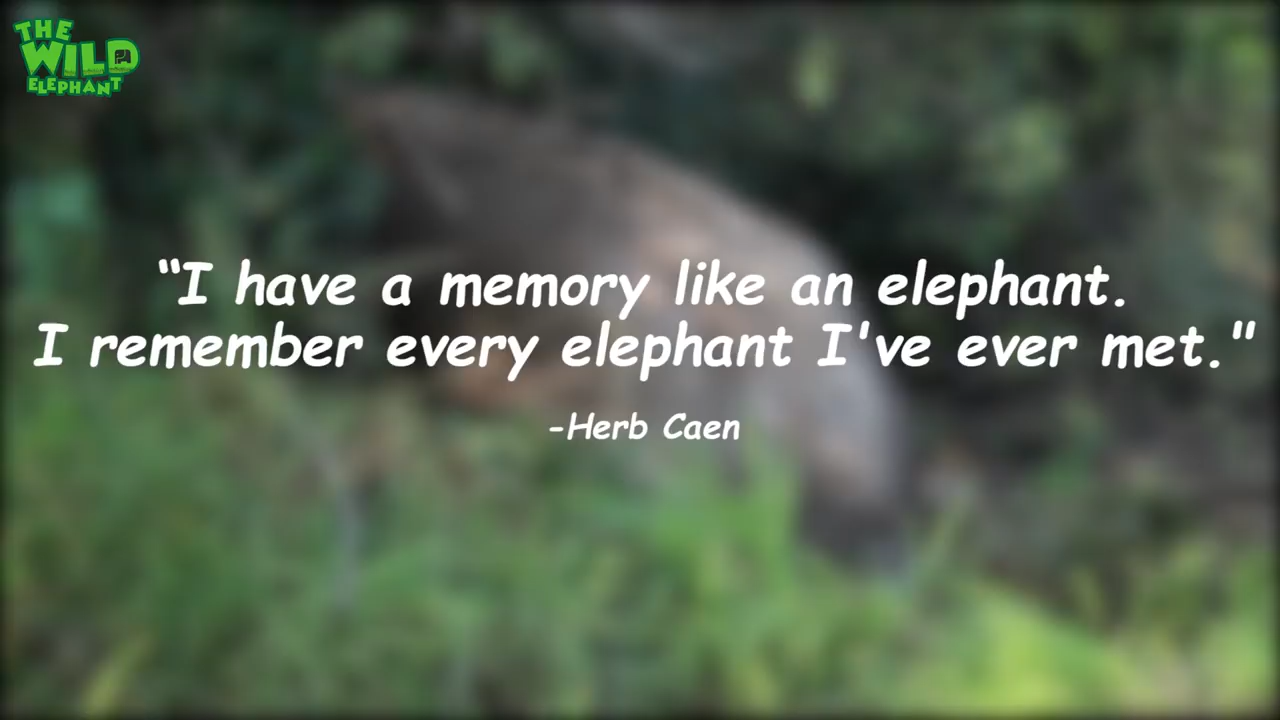 THE
WILD
ELEPHANT
“I have a memory like an elephant.
I remember every elephant I've ever met."
-Herb Caen